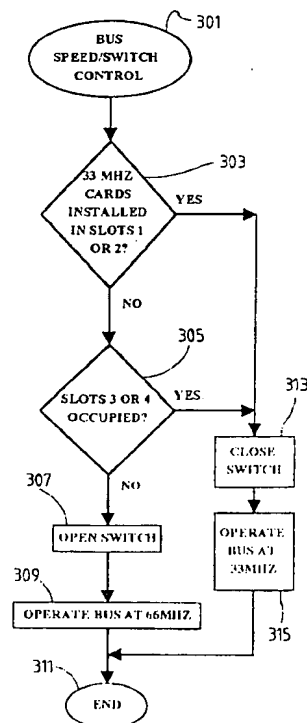 301
BUS
SPEED/SWITCH
CONTROL
303
33 MHZ
CARDS
INSTALLED
IN SLOTS 1
OR 2?
YES
NO
305
SLOTS 3 OR 4
OCCUPIED?
YES
313
NO
CLOSE
SWITCH
307
OPEN SWITCH
OPERATE
BUS AT
33MHZ
315
309
OPERATE BUS AT 66MHZ
311
END